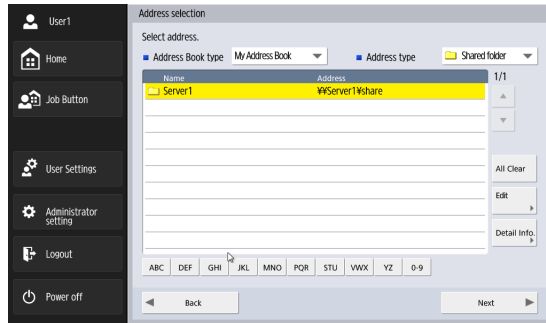 User1
Home
Job Button
User Settings
Administrator
setting
Logout
Power off
Address selection
Select address.
Address Book type My Address Book Address type Shared folder
Name Address 1/1
Server1 ¥¥Server1¥share
All Clear
Edit
Detail Info.
ABC DEF GHI JKL MNO PQR STU VWX YZ 0-9
Back Next